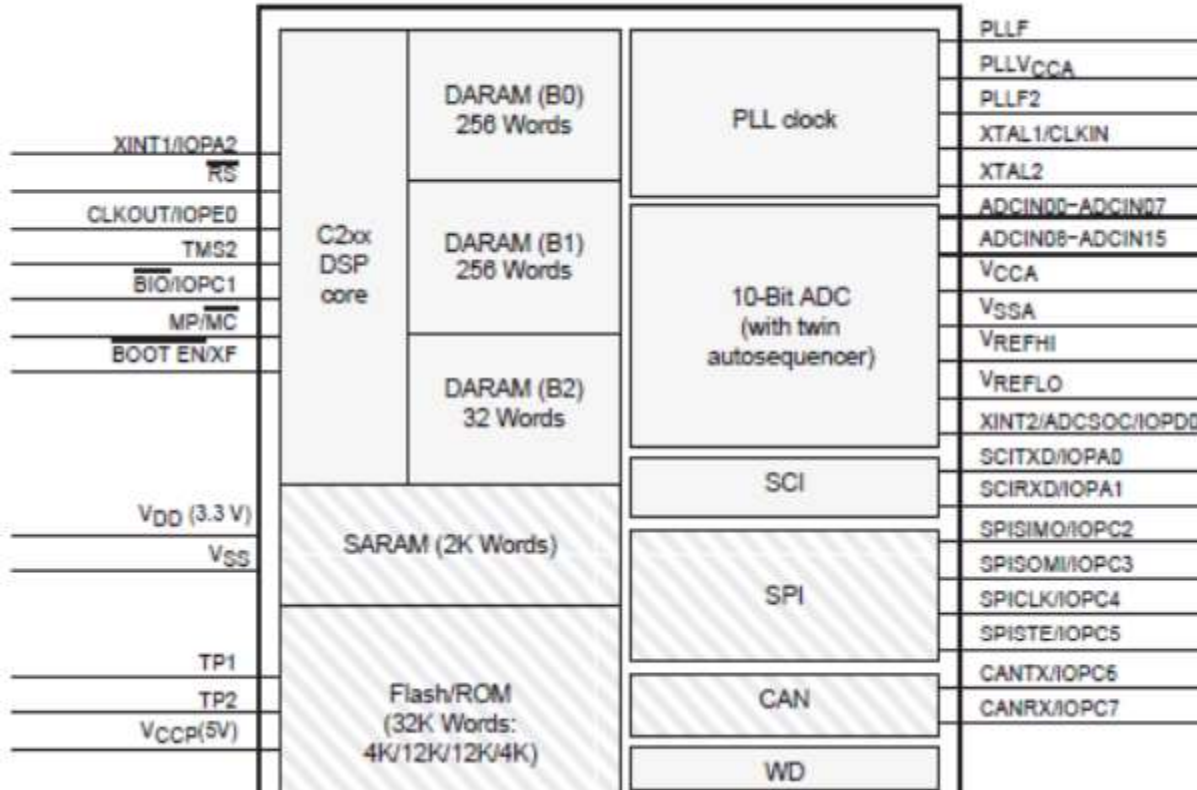 XINT1/IOPA2
RS
CLKOUT/IOPE0
TMS2
BIO/IOPC1
MP/MC
BOOT EN/XF
VDD (3.3 V)
VSS
TP1
TP2
VCCP(5V)
C2xx
DSP
core
DARAM (B0)
256 Words
DARAM (B1)
256 Words
DARAM (B2)
32 Words
SARAM (2K Words)
Flash/ROM
(32K Words:
4K/12K/12K/4K)
PLL clock
10-Bit ADC
(with twin
autosequencer)
SCI
SPI
CAN
WD
PLLF
PLLVCCA
PLLF2
XTAL1/CLKIN
XTAL2
ADCIN00–ADCIN07
ADCIN08–ADCIN15
VCCA
VSSA
VREFHI
VREFLO
XINT2/ADCSOC/IOPD0
SCITXD/IOPA0
SCIRXD/IOPA1
SPISIMO/IOPC2
SPISOMI/IOPC3
SPICLK/IOPC4
SPISTE/IOPC5
CANTX/IOPC6
CANRX/IOPC7